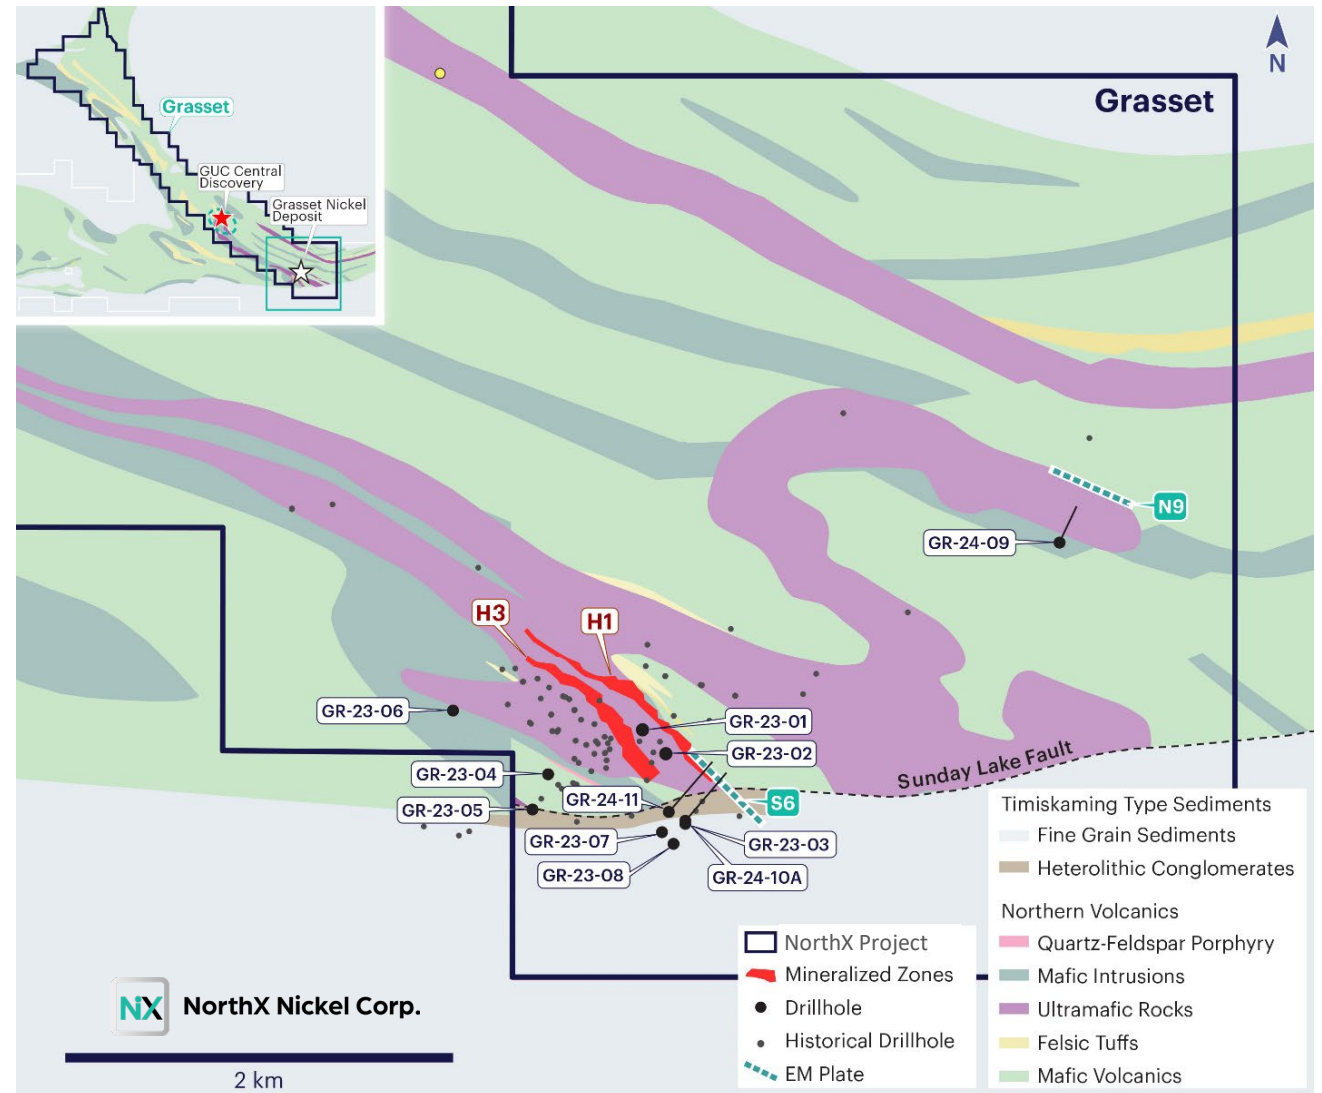 N
Grasset
Grasset
GUC Central
Discovery
Grasset Nickel
Deposit
N9
GR-24-09
H3
H1
GR-23-06
GR-23-01
GR-23-02
Sunday Lake Fault
GR-23-04
GR-24-11
S6
GR-23-05
GR-23-07
GR-23-03
GR-23-08
GR-24-10A
Timiskaming Type Sediments
Fine Grain Sediments
Heterolithic Conglomerates
Northern Volcanics
Quartz-Feldspar Porphyry
Mafic Intrusions
Ultramafic Rocks
Felsic Tuffs
Mafic Volcanics
NorthX Project
Mineralized Zones
Drillhole
Historical Drillhole
EM Plate
NiX NorthX Nickel Corp.
2 km